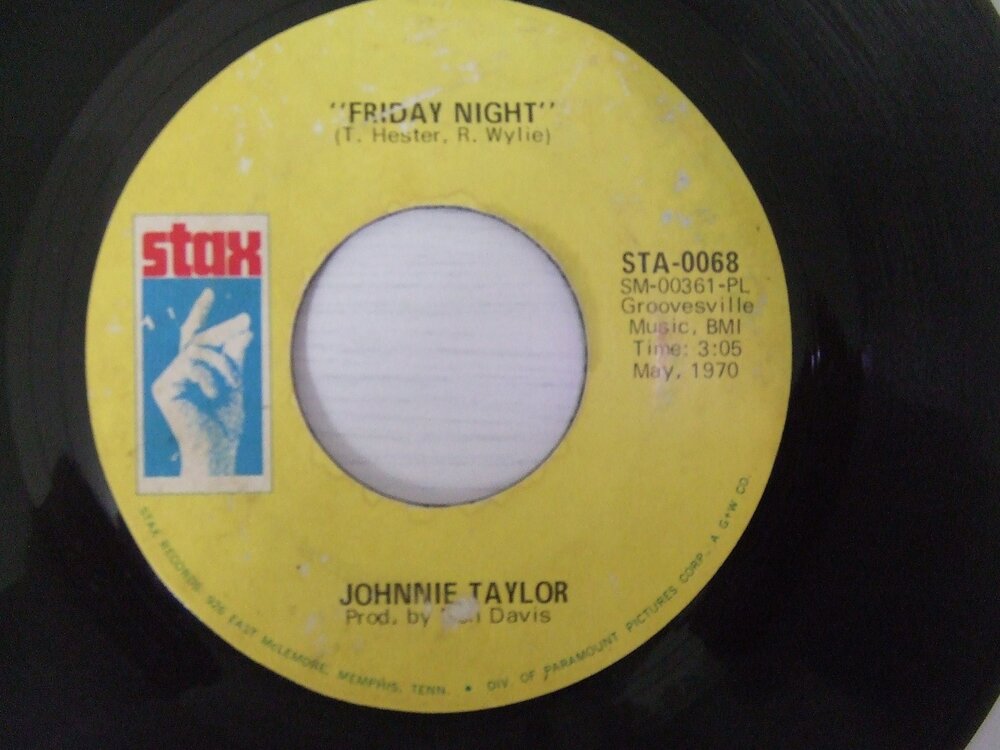 "FRIDAY NIGHT"
(T. Hester, R. Wylie)
stax
STA-0068
SM-00361-PL
Groovesville
Music, BMI
Time: 3:05
May, 1970
JOHNNIE TAYLOR
Prod. by Davis
STAX RECORDS, 926 EAST McLEMORE, MEMPHIS, TENN. • DIV. OF PARAMOUNT PICTURES CORP., A G+W CO.